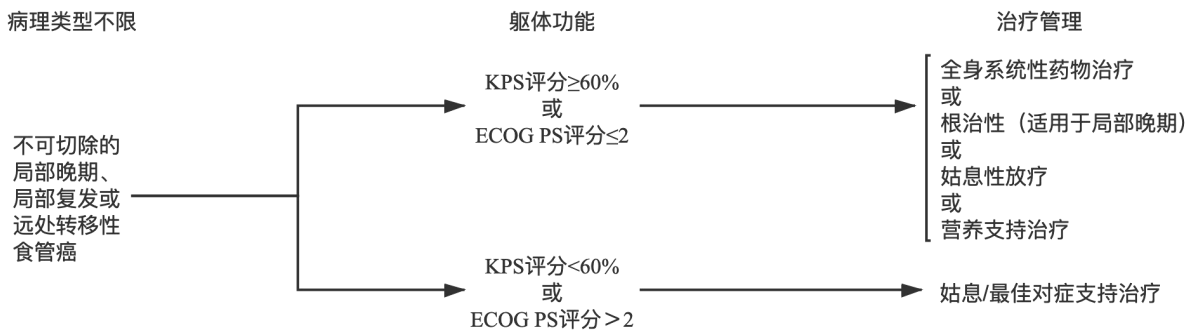 病理类型不限
躯体功能
治疗管理
不可切除的
局部晚期、
局部复发或
远处转移性
食管癌
KPS评分≥60%
或
ECOG PS评分≤2
全身系统性药物治疗
或
根治性（适用于局部晚期）
或
姑息性放疗
或
营养支持治疗
KPS评分<60%
或
ECOG PS评分＞2
姑息/最佳对症支持治疗